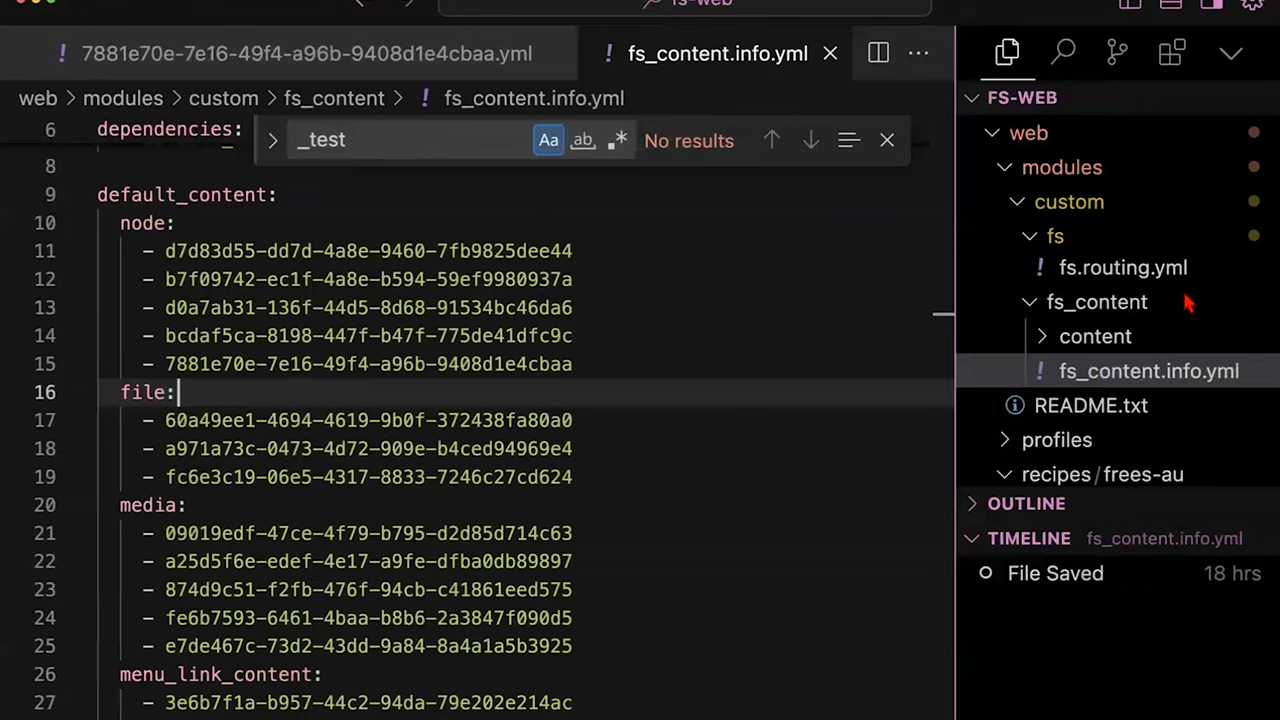 fs-web
! 7881e70e-7e16-49f4-a96b-9408d1e4cbaa.yml
! fs_content.info.yml
web > modules > custom > fs_content > ! fs_content.info.yml
6 dependencies:
_test
Aa ab .* No results
8
9 default_content:
10 node:
11 - d7d83d55-dd7d-4a8e-9460-7fb9825dee44
12 - b7f09742-ec1f-4a8e-b594-59ef9980937a
13 - d0a7ab31-136f-44d5-8d68-91534bc46da6
14 - bcdaf5ca-8198-447f-b47f-775de41dfc9c
15 - 7881e70e-7e16-49f4-a96b-9408d1e4cbaa
16 file:
17 - 60a49ee1-4694-4619-9b0f-372438fa80a0
18 - a971a73c-0473-4d72-909e-b4ced94969e4
19 - fc6e3c19-06e5-4317-8833-7246c27cd624
20 media:
21 - 09019edf-47ce-4f79-b795-d2d85d714c63
22 - a25d5f6e-edef-4e17-a9fe-dfba0db89897
23 - 874d9c51-f2fb-476f-94cb-c41861eed575
24 - fe6b7593-6461-4baa-b8b6-2a3847f090d5
25 - e7de467c-73d2-43dd-9a84-8a4a1a5b3925
26 menu_link_content:
27 - 3e6b7f1a-b957-44c2-94da-79e202e214ac
FS-WEB
web
modules
custom
fs
! fs.routing.yml
fs_content
content
! fs_content.info.yml
README.txt
profiles
recipes / frees-au
OUTLINE
TIMELINE fs_content.info.yml
File Saved 18 hrs